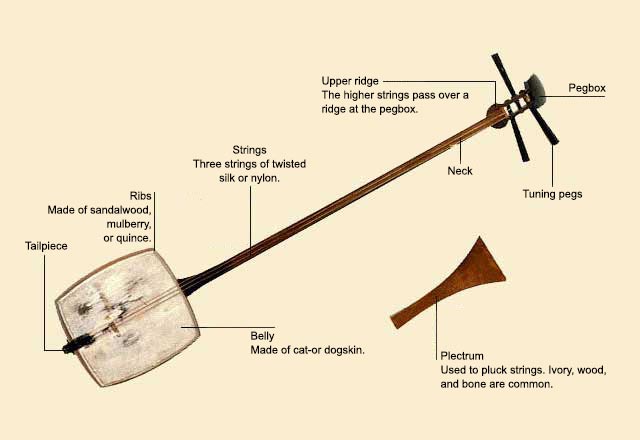 Upper ridge
The higher strings pass over a
ridge at the pegbox.
Pegbox
Strings
Three strings of twisted
silk or nylon.
Neck
Tuning pegs
Ribs
Made of sandalwood,
mulberry,
or quince.
Tailpiece
Belly
Made of cat-or dogskin.
Plectrum
Used to pluck strings. Ivory, wood,
and bone are common.